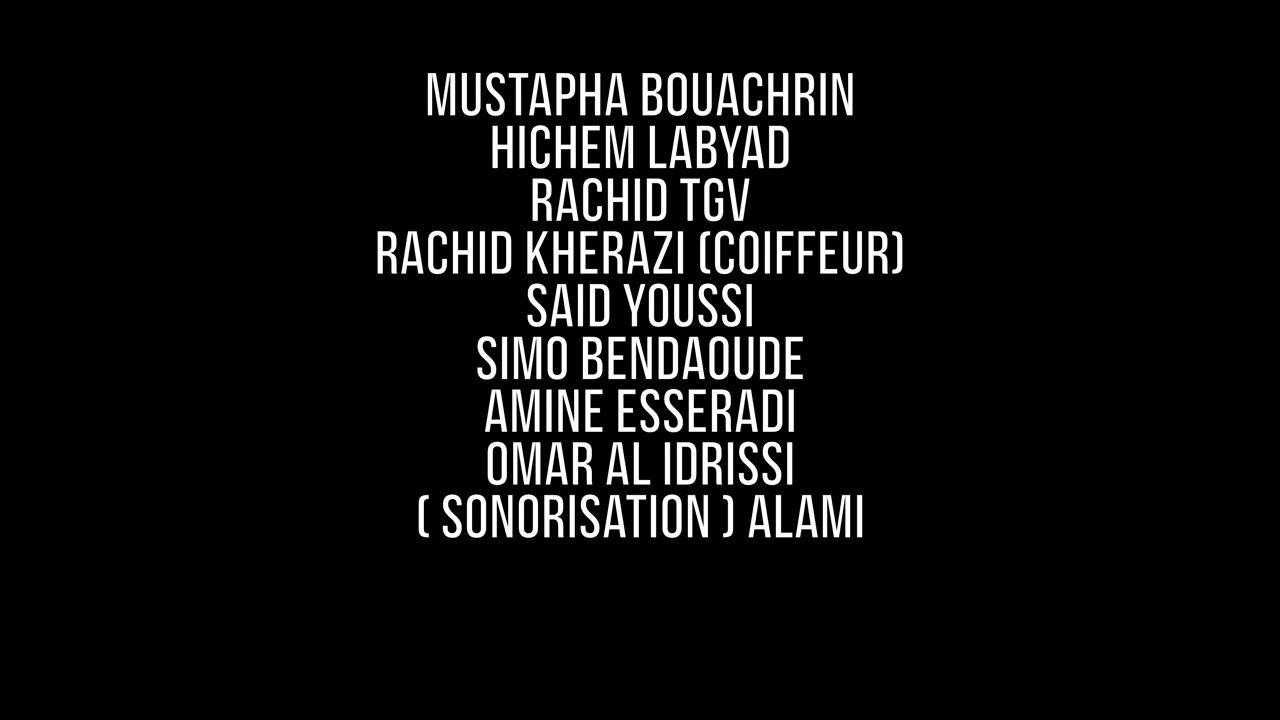 MUSTAPHA BOUACHRIN
HICHEM LABYAD
RACHID TGV
RACHID KHERAZI (COIFFEUR)
SAID YOUSSI
SIMO BENDAOUDE
AMINE ESSERADI
OMAR AL IDRISSI
( SONORISATION ) ALAMI